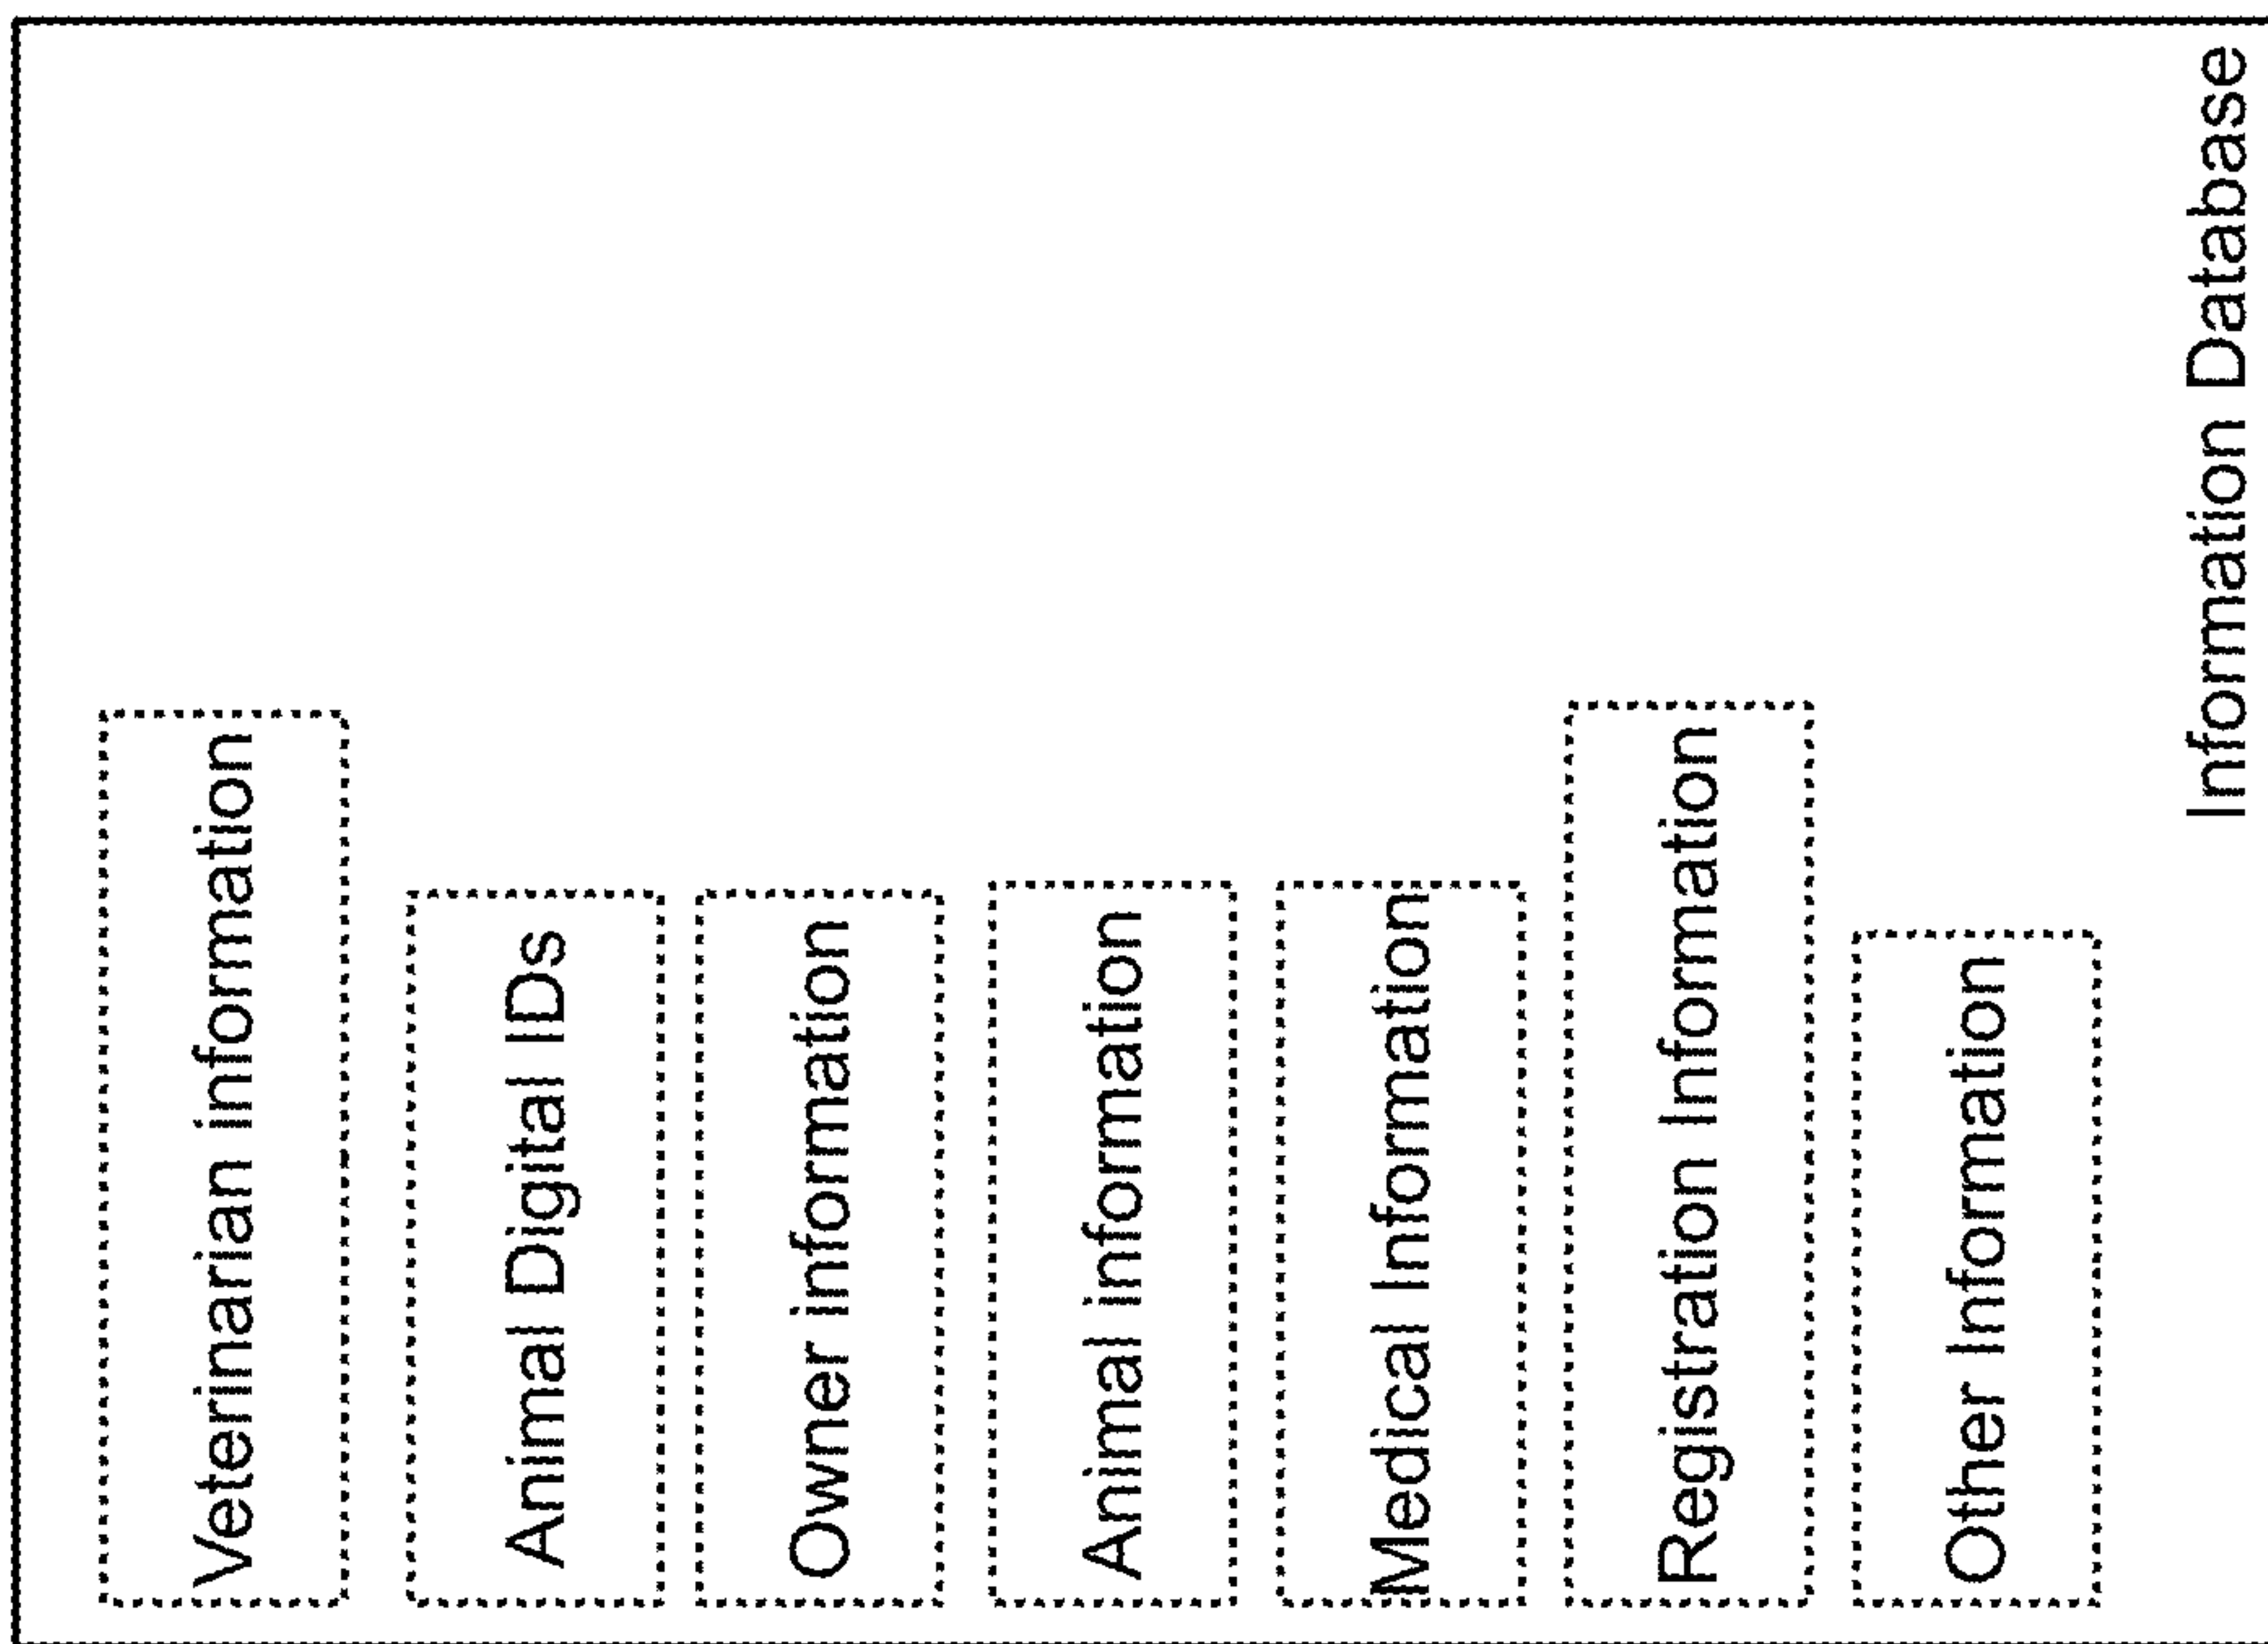 Veterinarian information
Animal Digital IDs
Owner information
Animal information
Medical Information
Registration Information
Other Information
Information Database